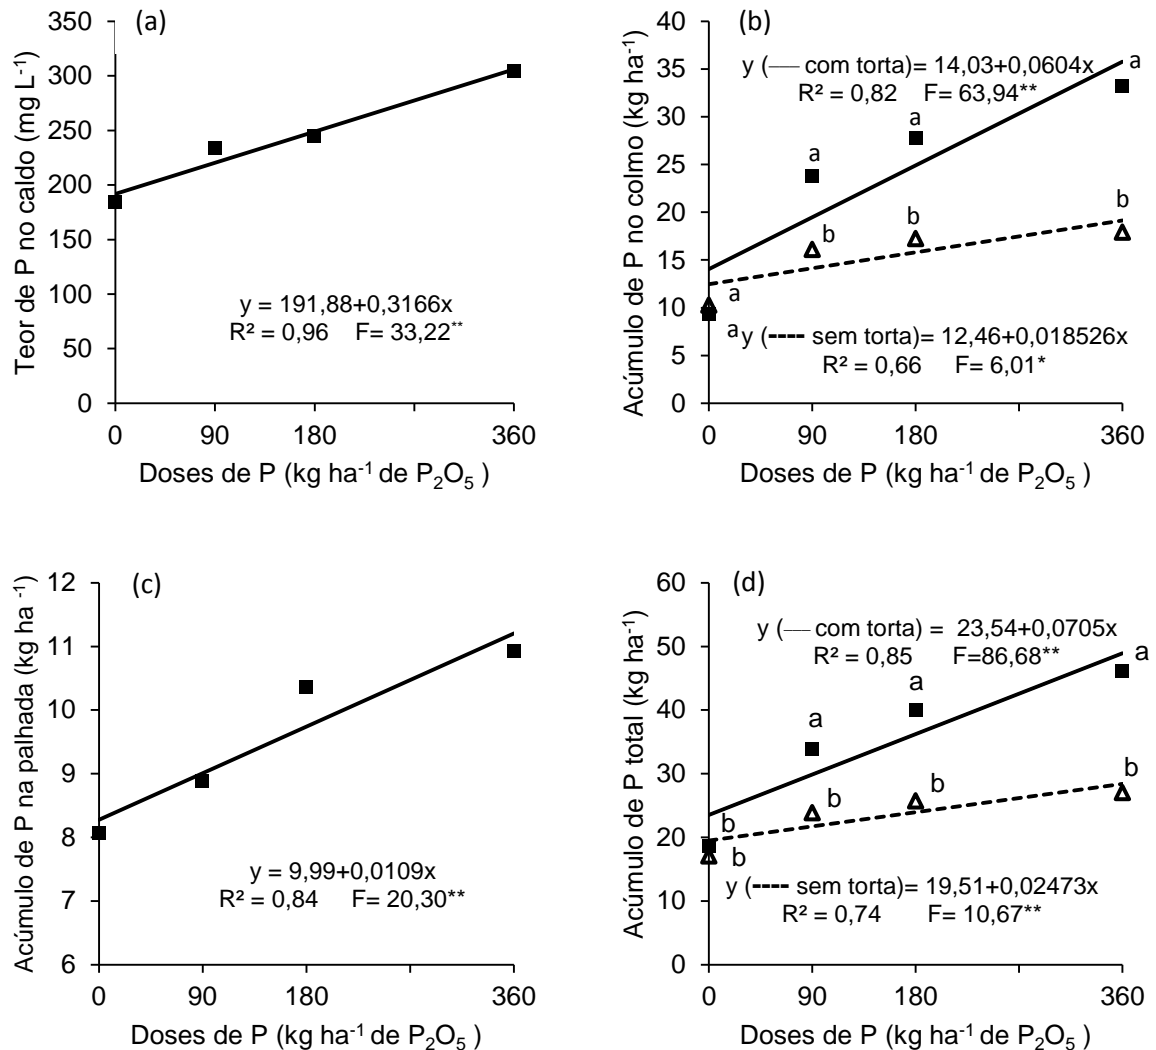 (a)
Teor de P no caldo (mg L⁻¹)
350
300
250
200
150
100
50
0
y = 191,88+0,3166x
R² = 0,96 F= 33,22**
0 90 180 360
Doses de P (kg ha⁻¹ de P₂O₅ )
(b)
Acúmulo de P no colmo (kg ha⁻¹)
40
35
30
25
20
15
10
5
0
y (—— com torta)= 14,03+0,0604x
R² = 0,82 F= 63,94**
a
a
a
b
b
b
a
a
y (---- sem torta)= 12,46+0,018526x
R² = 0,66 F= 6,01*
0 90 180 360
Doses de P (kg ha⁻¹ de P₂O₅ )
(c)
Acúmulo de P na palhada (kg ha ⁻¹)
12
11
10
9
8
7
6
y = 9,99+0,0109x
R² = 0,84 F= 20,30**
0 90 180 360
Doses de P (kg ha⁻¹ de P₂O₅ )
(d)
Acúmulo de P total (kg ha⁻¹)
60
50
40
30
20
10
0
y (—— com torta) = 23,54+0,0705x
R² = 0,85 F=86,68**
a
a
a
b
b
b
b
b
y (---- sem torta)= 19,51+0,02473x
R² = 0,74 F= 10,67**
0 90 180 360
Doses de P (kg ha⁻¹ de P₂O₅ )